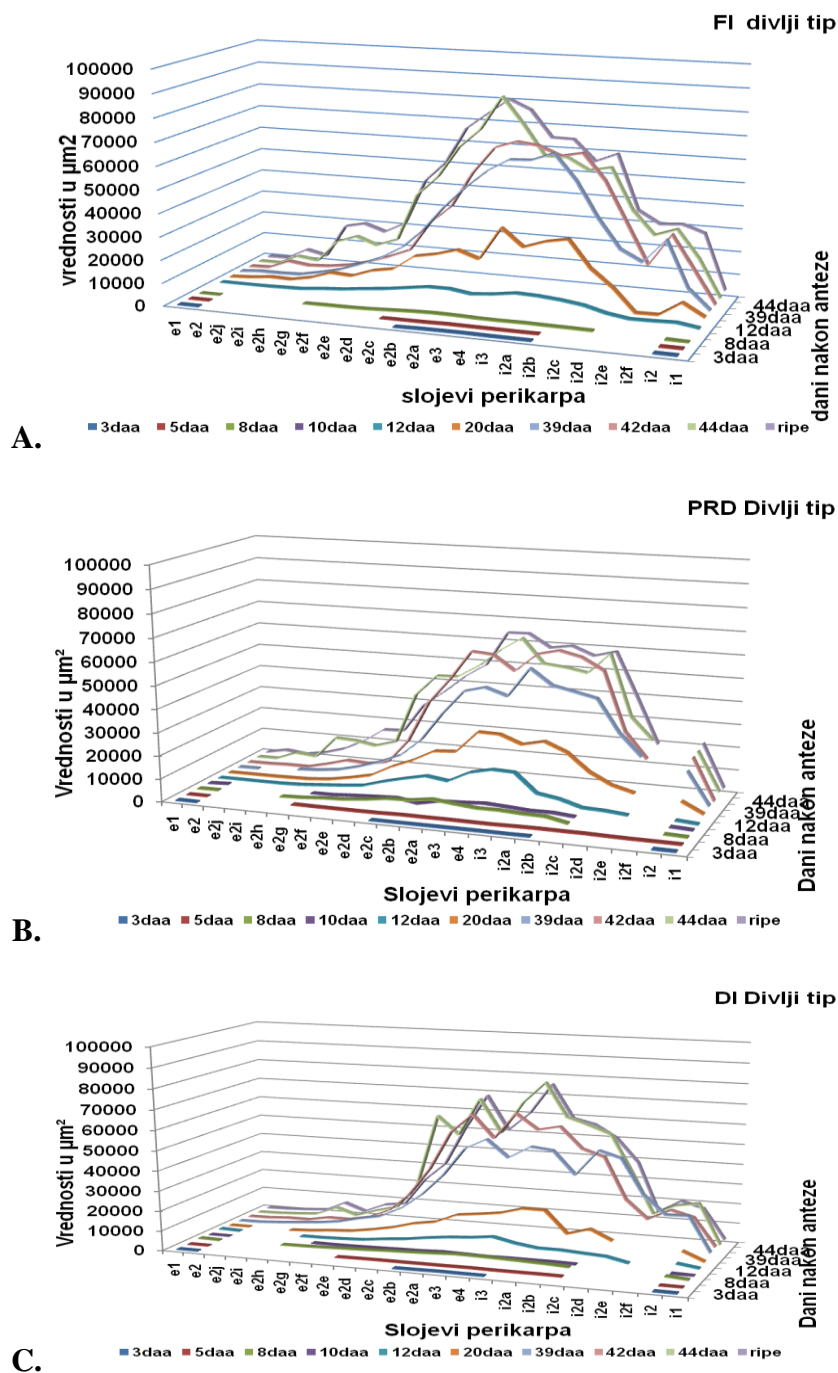 FI divlji tip
vrednosti u µm2
100000
90000
80000
70000
60000
50000
40000
30000
20000
10000
0
e1 e2 e2j e2i e2h e2g e2f e2e e2d e2c e2b e2a e3 e4 i3 i2a i2b i2c i2d i2e i2f i2 i1
slojevi perikarpa
44daa
39daa
12daa
8daa
3daa
dani nakon anteze
3daa 5daa 8daa 10daa 12daa 20daa 39daa 42daa 44daa ripe
A.
PRD Divlji tip
Vrednosti u µm²
100000
90000
80000
70000
60000
50000
40000
30000
20000
10000
0
e1 e2 e2j e2i e2h e2g e2f e2e e2d e2c e2b e2a e3 e4 i3 i2a i2b i2c i2d i2e i2f i2 i1
Slojevi perikarpa
44daa
39daa
12daa
8daa
3daa
Dani nakon anteze
3daa 5daa 8daa 10daa 12daa 20daa 39daa 42daa 44daa ripe
B.
DI Divlji tip
Vrednosti u µm²
100000
90000
80000
70000
60000
50000
40000
30000
20000
10000
0
e1 e2 e2j e2i e2h e2g e2f e2e e2d e2c e2b e2a e3 e4 i3 i2a i2b i2c i2d i2e i2f i2 i1
Slojevi perikarpa
44daa
39daa
12daa
8daa
3daa
Dani nakon anteze
3daa 5daa 8daa 10daa 12daa 20daa 39daa 42daa 44daa ripe
C.